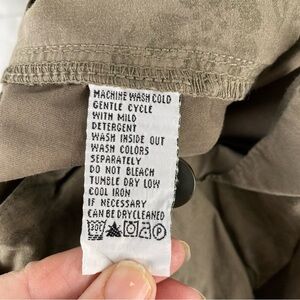 MACHINE WASH COLD
GENTLE CYCLE
WITH MILD
DETERGENT
WASH INSIDE OUT
WASH COLORS
SEPARATELY
DO NOT BLEACH
TUMBLE DRY LOW
COOL IRON
IF NECESSARY
CAN BE DRYCLEANED